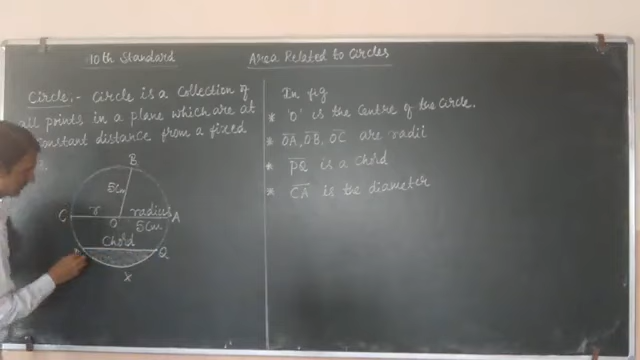 10th Standard
Area Related to Circles
Circle:- Circle is a Collection of
all points in a plane which are at
constant distance from a fixed
B
5cm
C
r
O
radius
A
5cm
Chord
Q
X
In fig
* 'O' is the Centre of the Circle.
* OA, OB, OC are radii
* PQ is a Chord
* CA is the diameter